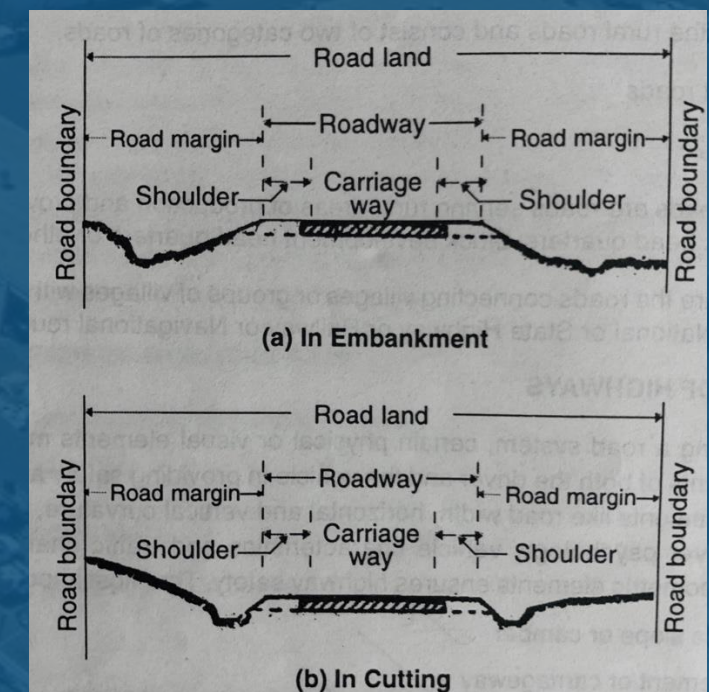 Road land
Road boundary
Road margin
Roadway
Road margin
Road boundary
Shoulder
Carriage
way
Shoulder
(a) In Embankment
Road land
Road boundary
Road margin
Roadway
Road margin
Road boundary
Shoulder
Carriage
way
Shoulder
(b) In Cutting